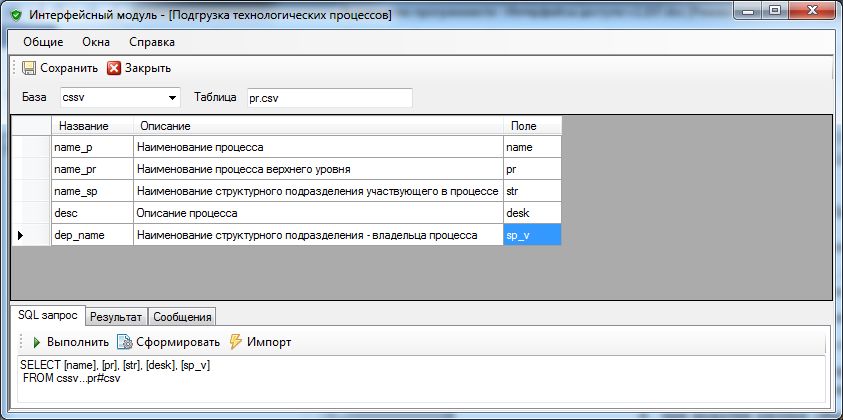 Интерфейсный модуль - [Подгрузка технологических процессов]
Общие Окна Справка
Сохранить Закрыть
База cssv Таблица pr.csv
Название Описание Поле
name_p Наименование процесса name
name_pr Наименование процесса верхнего уровня pr
name_sp Наименование структурного подразделения участвующего в процессе str
desc Описание процесса desk
dep_name Наименование структурного подразделения - владельца процесса sp_v
SQL запрос Результат Сообщения
Выполнить Сформировать Импорт
SELECT [name], [pr], [str], [desk], [sp_v]
FROM cssv...pr#csv